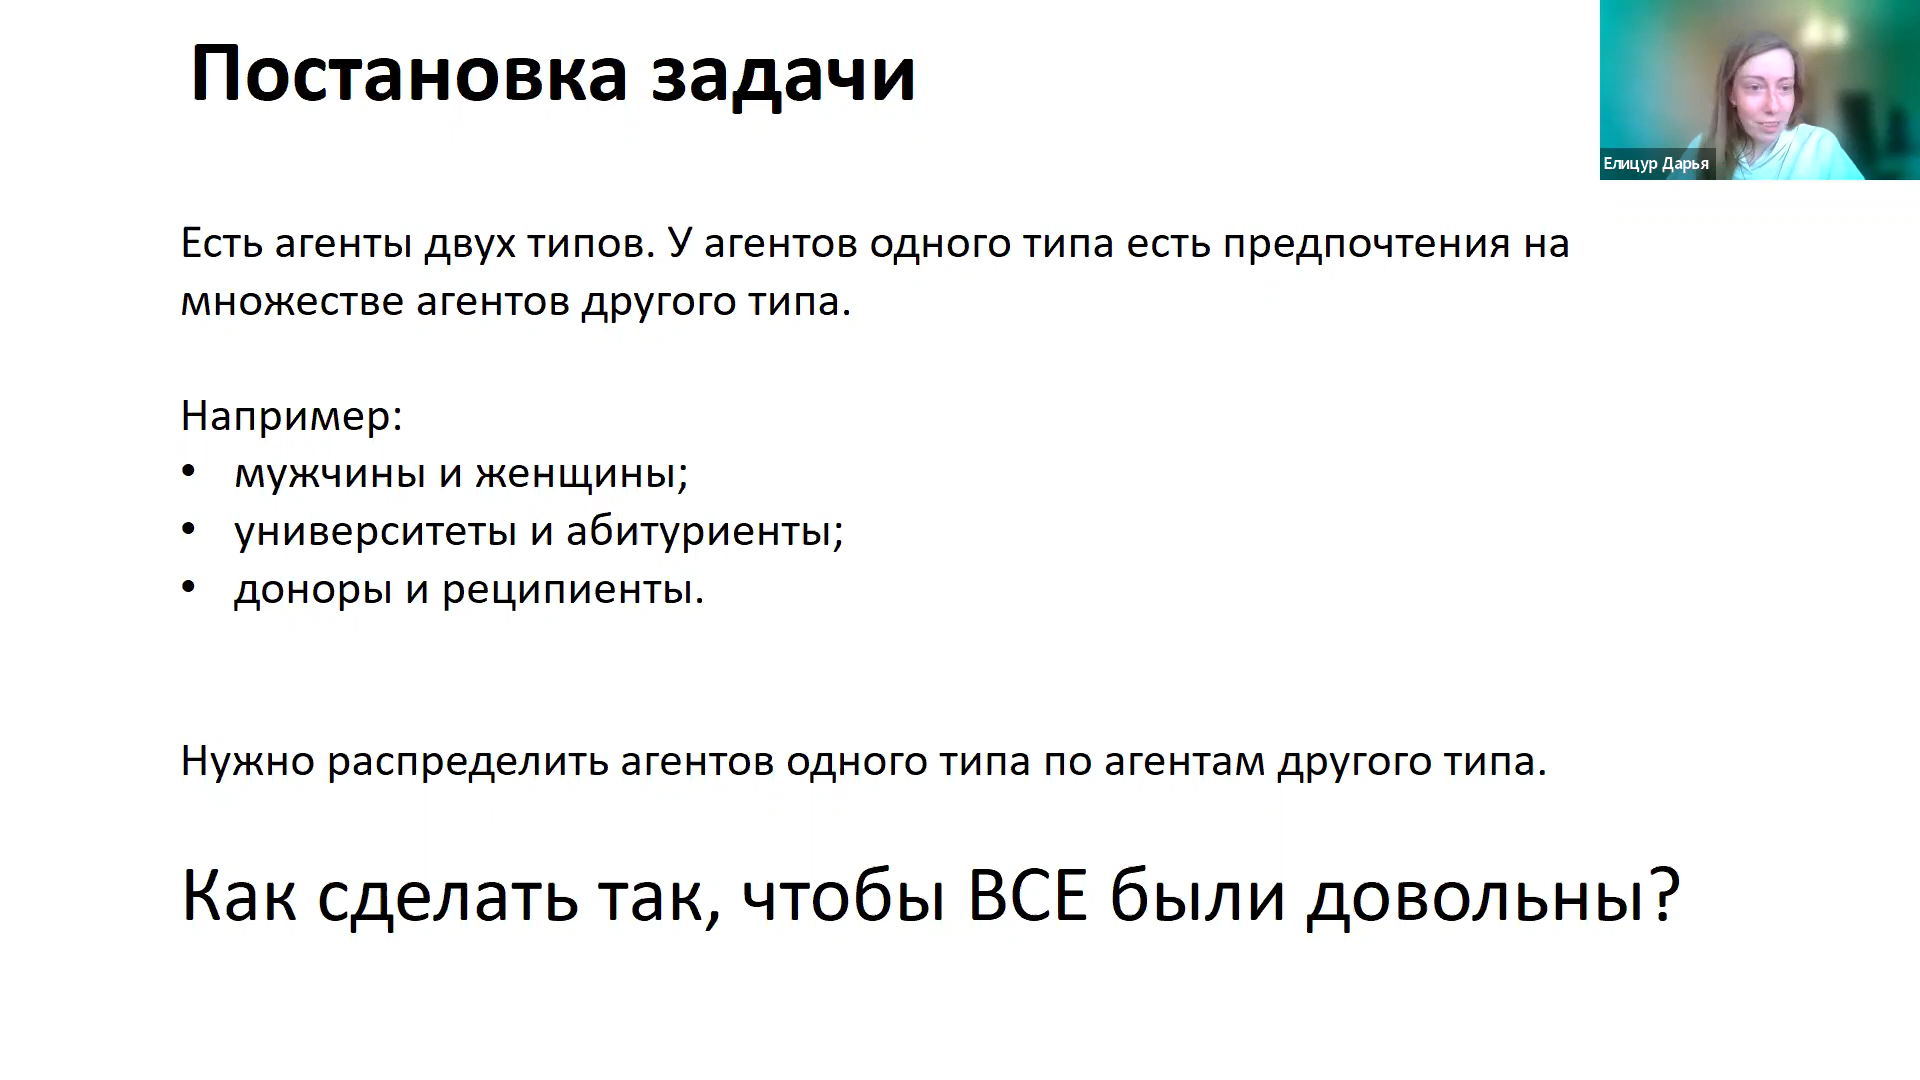 Постановка задачи
Елицур Дарья
Есть агенты двух типов. У агентов одного типа есть предпочтения на
множестве агентов другого типа.
Например:
• мужчины и женщины;
• университеты и абитуриенты;
• доноры и реципиенты.
Нужно распределить агентов одного типа по агентам другого типа.
Как сделать так, чтобы ВСЕ были довольны?